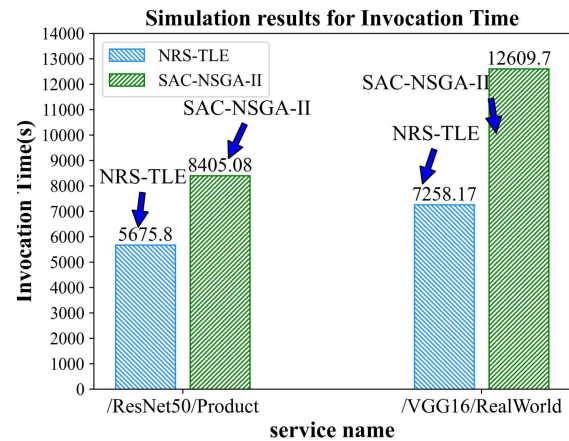 Simulation results for Invocation Time
14000
13000
12000
11000
10000
9000
8000
7000
6000
5000
4000
3000
2000
1000
0
Invocation Time(s)
NRS-TLE
SAC-NSGA-II
12609.7
SAC-NSGA-II
SAC-NSGA-II
NRS-TLE
8405.08
NRS-TLE
7258.17
5675.8
/ResNet50/Product
/VGG16/RealWorld
service name